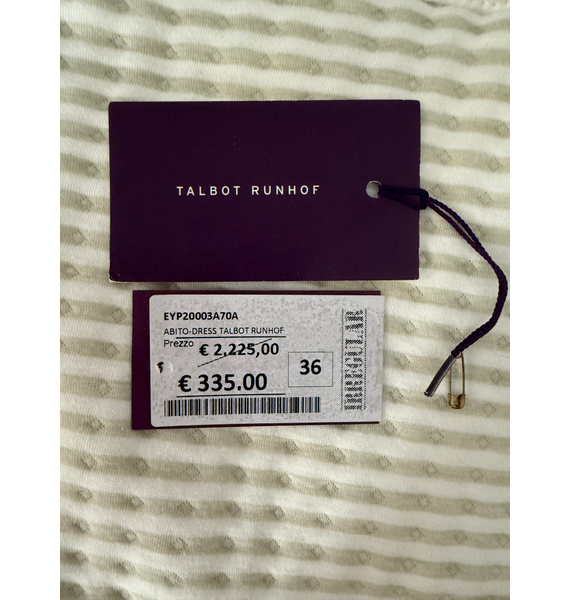 TALBOT RUNHOF
EYP20003A70A
ABITO-DRESS TALBOT RUNHOF
Prezzo € 2,225,00
36
€ 335.00